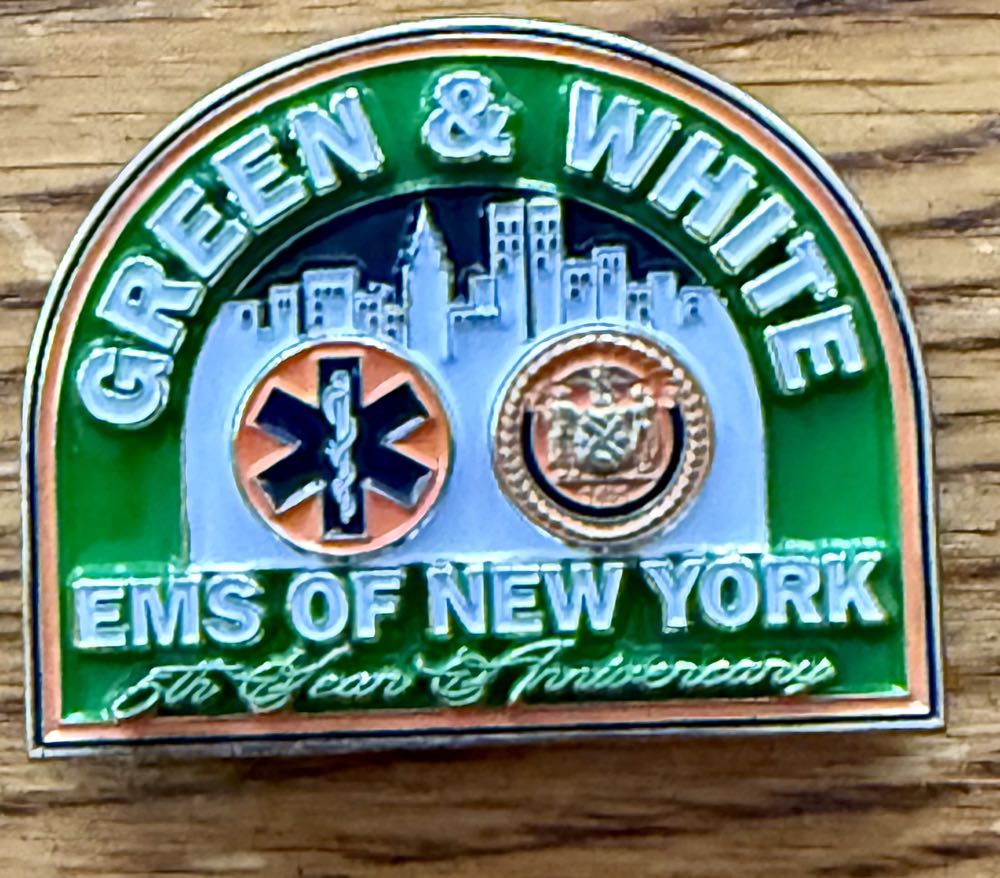 GREEN & WHITE
EMS OF NEW YORK
5th Year Anniversary